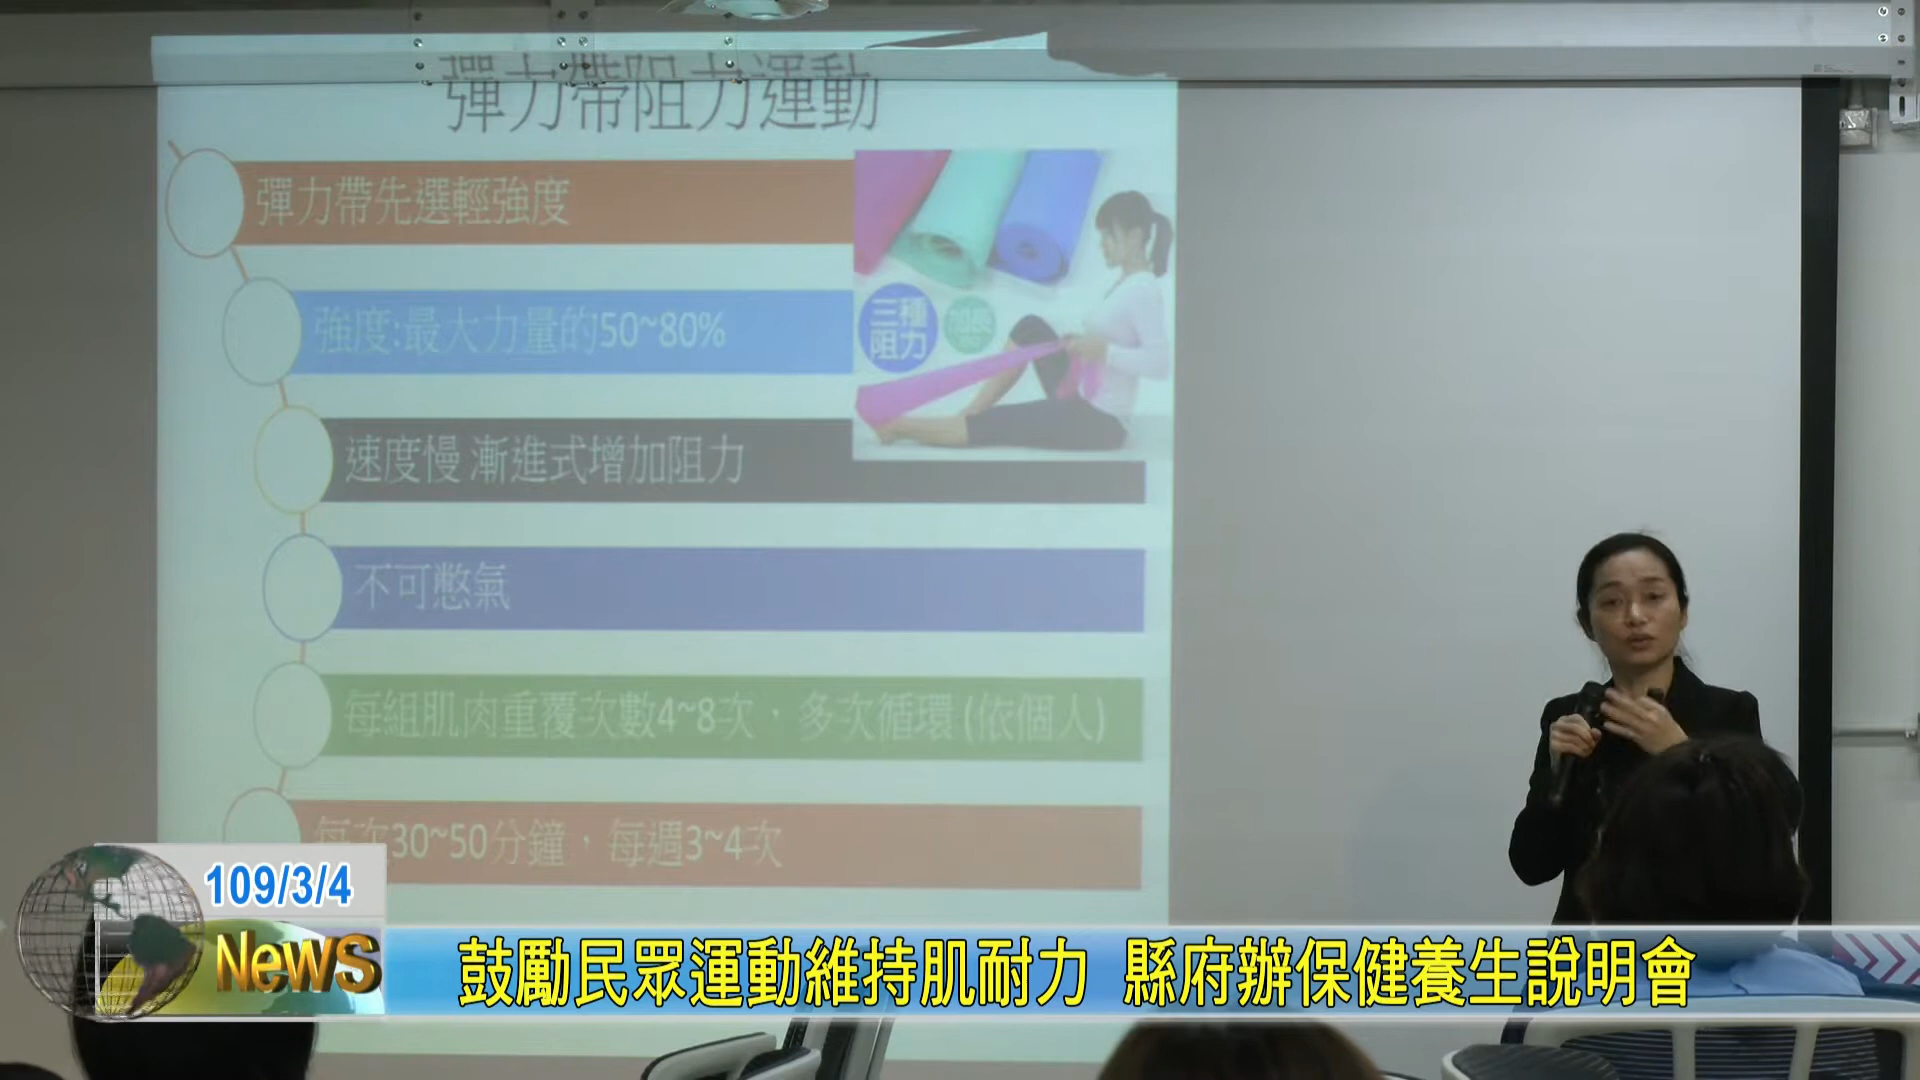 彈力帶阻力運動
彈力帶先選輕強度
三種
阻力
強度:最大力量的50~80%
速度慢 漸進式增加阻力
不可憋氣
每組肌肉重覆次數4~8次，多次循環(依個人)
每次30~50分鐘，每週3~4次
109/3/4
News
鼓勵民眾運動維持肌耐力 縣府辦保健養生說明會